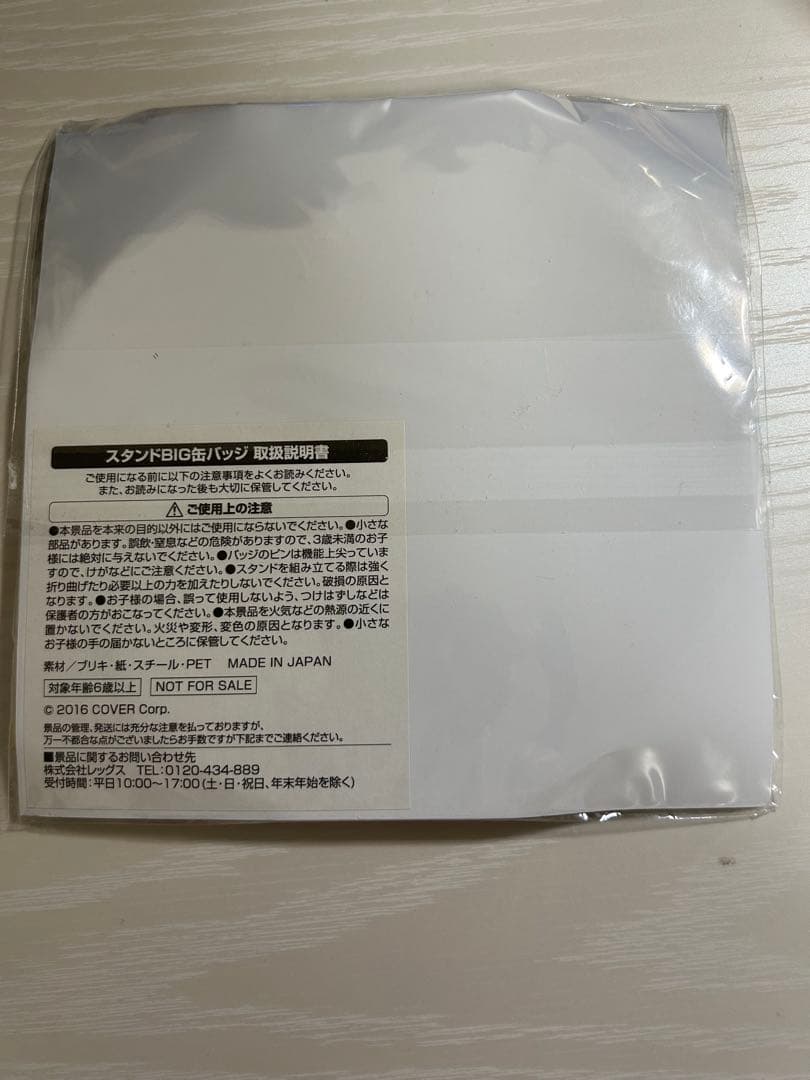 スタンドBIG缶バッジ 取扱説明書
ご使用になる前に以下の注意事項をよくお読みください。
また、お読みになった後も大切に保管してください。
⚠ ご使用上の注意
●本景品を本来の目的以外にはご使用にならないでください。●小さな
部品があります。誤飲・窒息などの危険がありますので、3歳未満のお子
様には絶対に与えないでください。●バッジのピンは機能上尖っていま
すので、けがなどにご注意ください。●スタンドを組み立てる際は強く
折り曲げたり必要以上の力を加えたりしないでください。破損の原因と
なります。●お子様の場合、誤って使用しないよう、つけはずしなどは
保護者の方がおこなってください。●本景品を火気などの熱源の近くに
置かないでください。火災や変形、変色の原因となります。●小さな
お子様の手の届かないところに保管してください。
素材/ブリキ・紙・スチール・PET MADE IN JAPAN
対象年齢6歳以上 NOT FOR SALE
© 2016 COVER Corp.
景品の管理、発送には充分な注意を払っておりますが、
万一不都合な点がございましたらお手数ですが下記までご連絡ください。
■景品に関するお問い合わせ先
株式会社レッグス TEL:0120-434-889
受付時間:平日10:00~17:00(土・日・祝日、年末年始を除く)